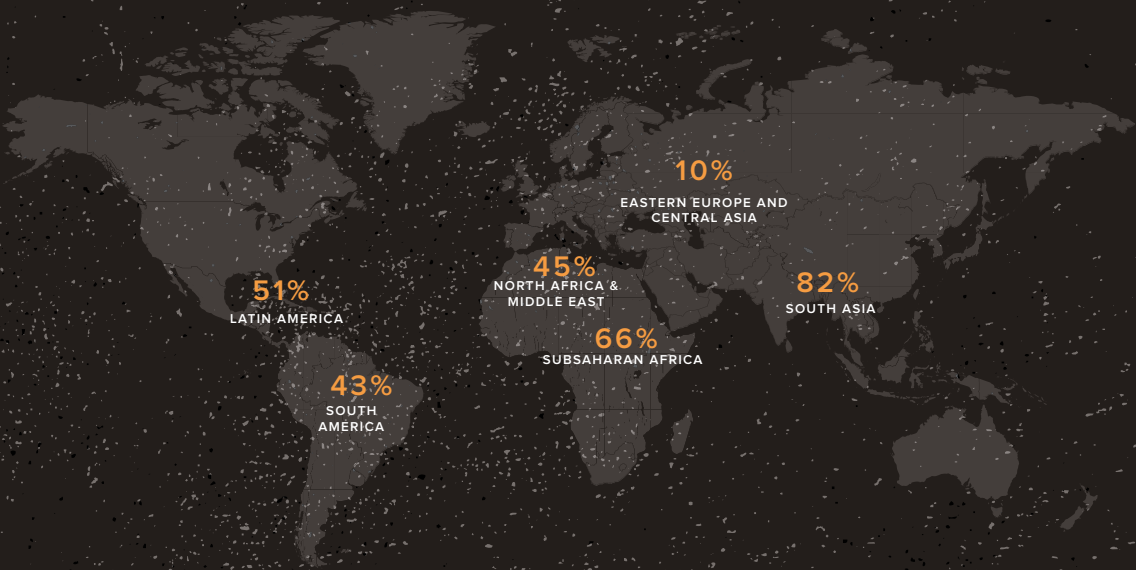 10%
EASTERN EUROPE AND
CENTRAL ASIA
45%
NORTH AFRICA &
MIDDLE EAST
82%
SOUTH ASIA
51%
LATIN AMERICA
66%
SUBSAHARAN AFRICA
43%
SOUTH
AMERICA